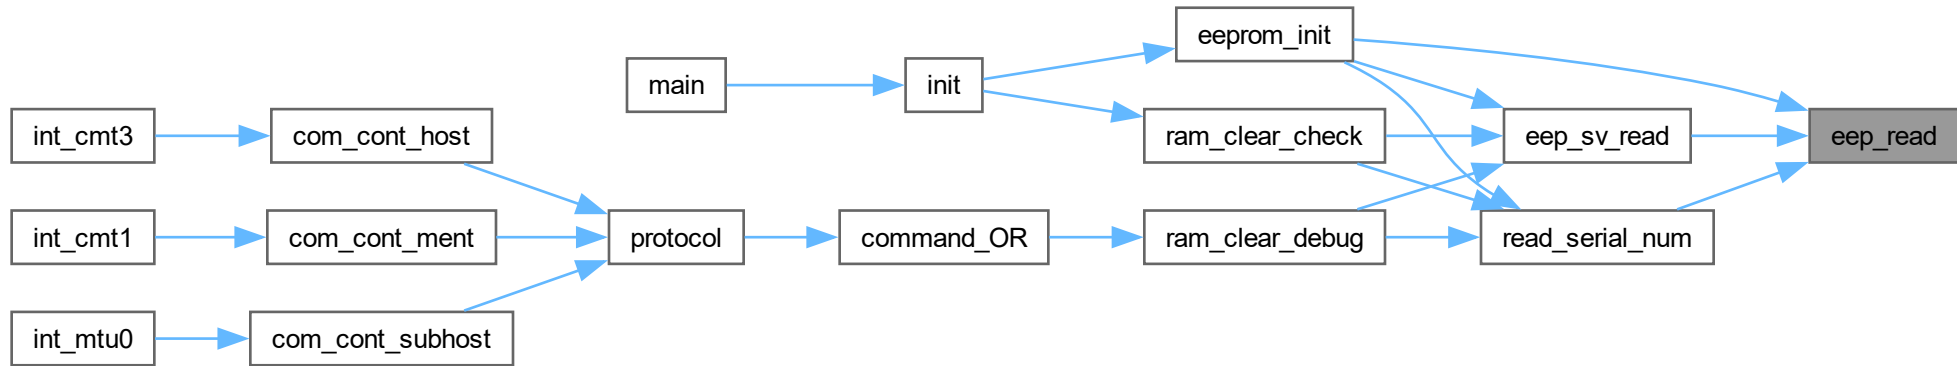 eeprom_init
main
init
int_cmt3
com_cont_host
ram_clear_check
eep_sv_read
eep_read
int_cmt1
com_cont_ment
protocol
command_OR
ram_clear_debug
read_serial_num
int_mtu0
com_cont_subhost